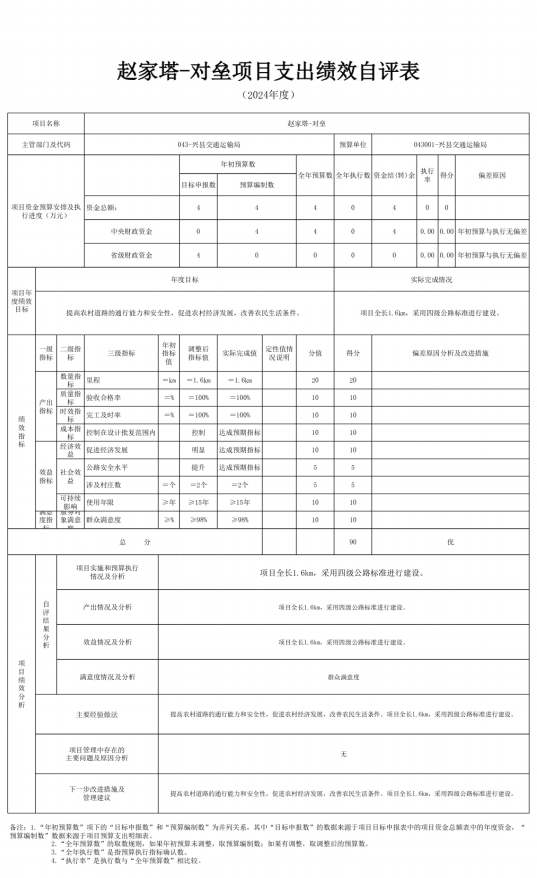 赵家塔-对垒项目支出绩效自评表
（2024年度）
项目名称 赵家塔-对垒
主管部门及代码 043-兴县交通运输局 预算单位 043001-兴县交通运输局
项目资金预算安排及执行进度（万元） 年初预算数 全年预算数 全年执行数 资金结(转)余 执行率 得分 偏差原因
目标申报数 预算编制数
资金总额： 4 4 4 0 4 0 0
中央财政资金 0 4 4 0 4 0.00 0.00 年初预算与执行无偏差
省级财政资金 4 0 0 0 0 0.00 0.00 年初预算与执行无偏差
项目年度绩效目标 年度目标 实际完成情况
提高农村道路的通行能力和安全性，促进农村经济发展，改善农民生活条件。 项目全长1.6km，采用四级公路标准进行建设。
绩效指标 一级指标 二级指标 三级指标 年初指标值 调整后指标值 实际完成值 定性值情况说明 分值 得分 偏差原因分析及改进措施
产出指标 数量指标 里程 ＝km ＝1.6km ＝1.6km 20 20
质量指标 验收合格率 ＝% ＝100% ＝100% 10 10
时效指标 完工及时率 ＝% ＝100% ＝100% 10 10
成本指标 控制在设计批复范围内 控制 达成预期指标 10 10
效益指标 经济效益 促进经济发展 明显 达成预期指标 10 10
社会效益 公路安全水平 提升 达成预期指标 5 5
涉及村庄数 ＝个 ＝2个 ＝2个 5 5
可持续影响 使用年限 ≥年 ≥15年 ≥15年 10 10
满意度指标 服务对象满意度 群众满意度 ≥% ≥98% ≥98% 10 10
总 分 90 优
项目绩效分析 自评结果分析 项目实施和预算执行情况及分析 项目全长1.6km，采用四级公路标准进行建设。
产出情况及分析 项目全长1.6km，采用四级公路标准进行建设。
效益情况及分析 项目全长1.6km，采用四级公路标准进行建设。
满意度情况及分析 群众满意度
主要经验做法 提高农村道路的通行能力和安全性，促进农村经济发展，改善农民生活条件。项目全长1.6km，采用四级公路标准进行建设。
项目管理中存在的主要问题及原因分析 无
下一步改进措施及管理建议 提高农村道路的通行能力和安全性，促进农村经济发展，改善农民生活条件。项目全长1.6km，采用四级公路标准进行建设。
备注：1.“年初预算数”项下的“目标申报数”和“预算编制数”为并列关系，其中“目标申报数”的数据来源于项目目标申报表中的项目资金总额表中的年度资金，“
预算编制数”数据来源于项目预算支出明细表。
2.“全年预算数”的取数规则，如果年初预算未调整，取预算编制数；如果有调整，取调整后的预算数。
3.“全年执行数”是指预算执行指标确认数。
4.“执行率”是执行数与“全年预算数”相比较。